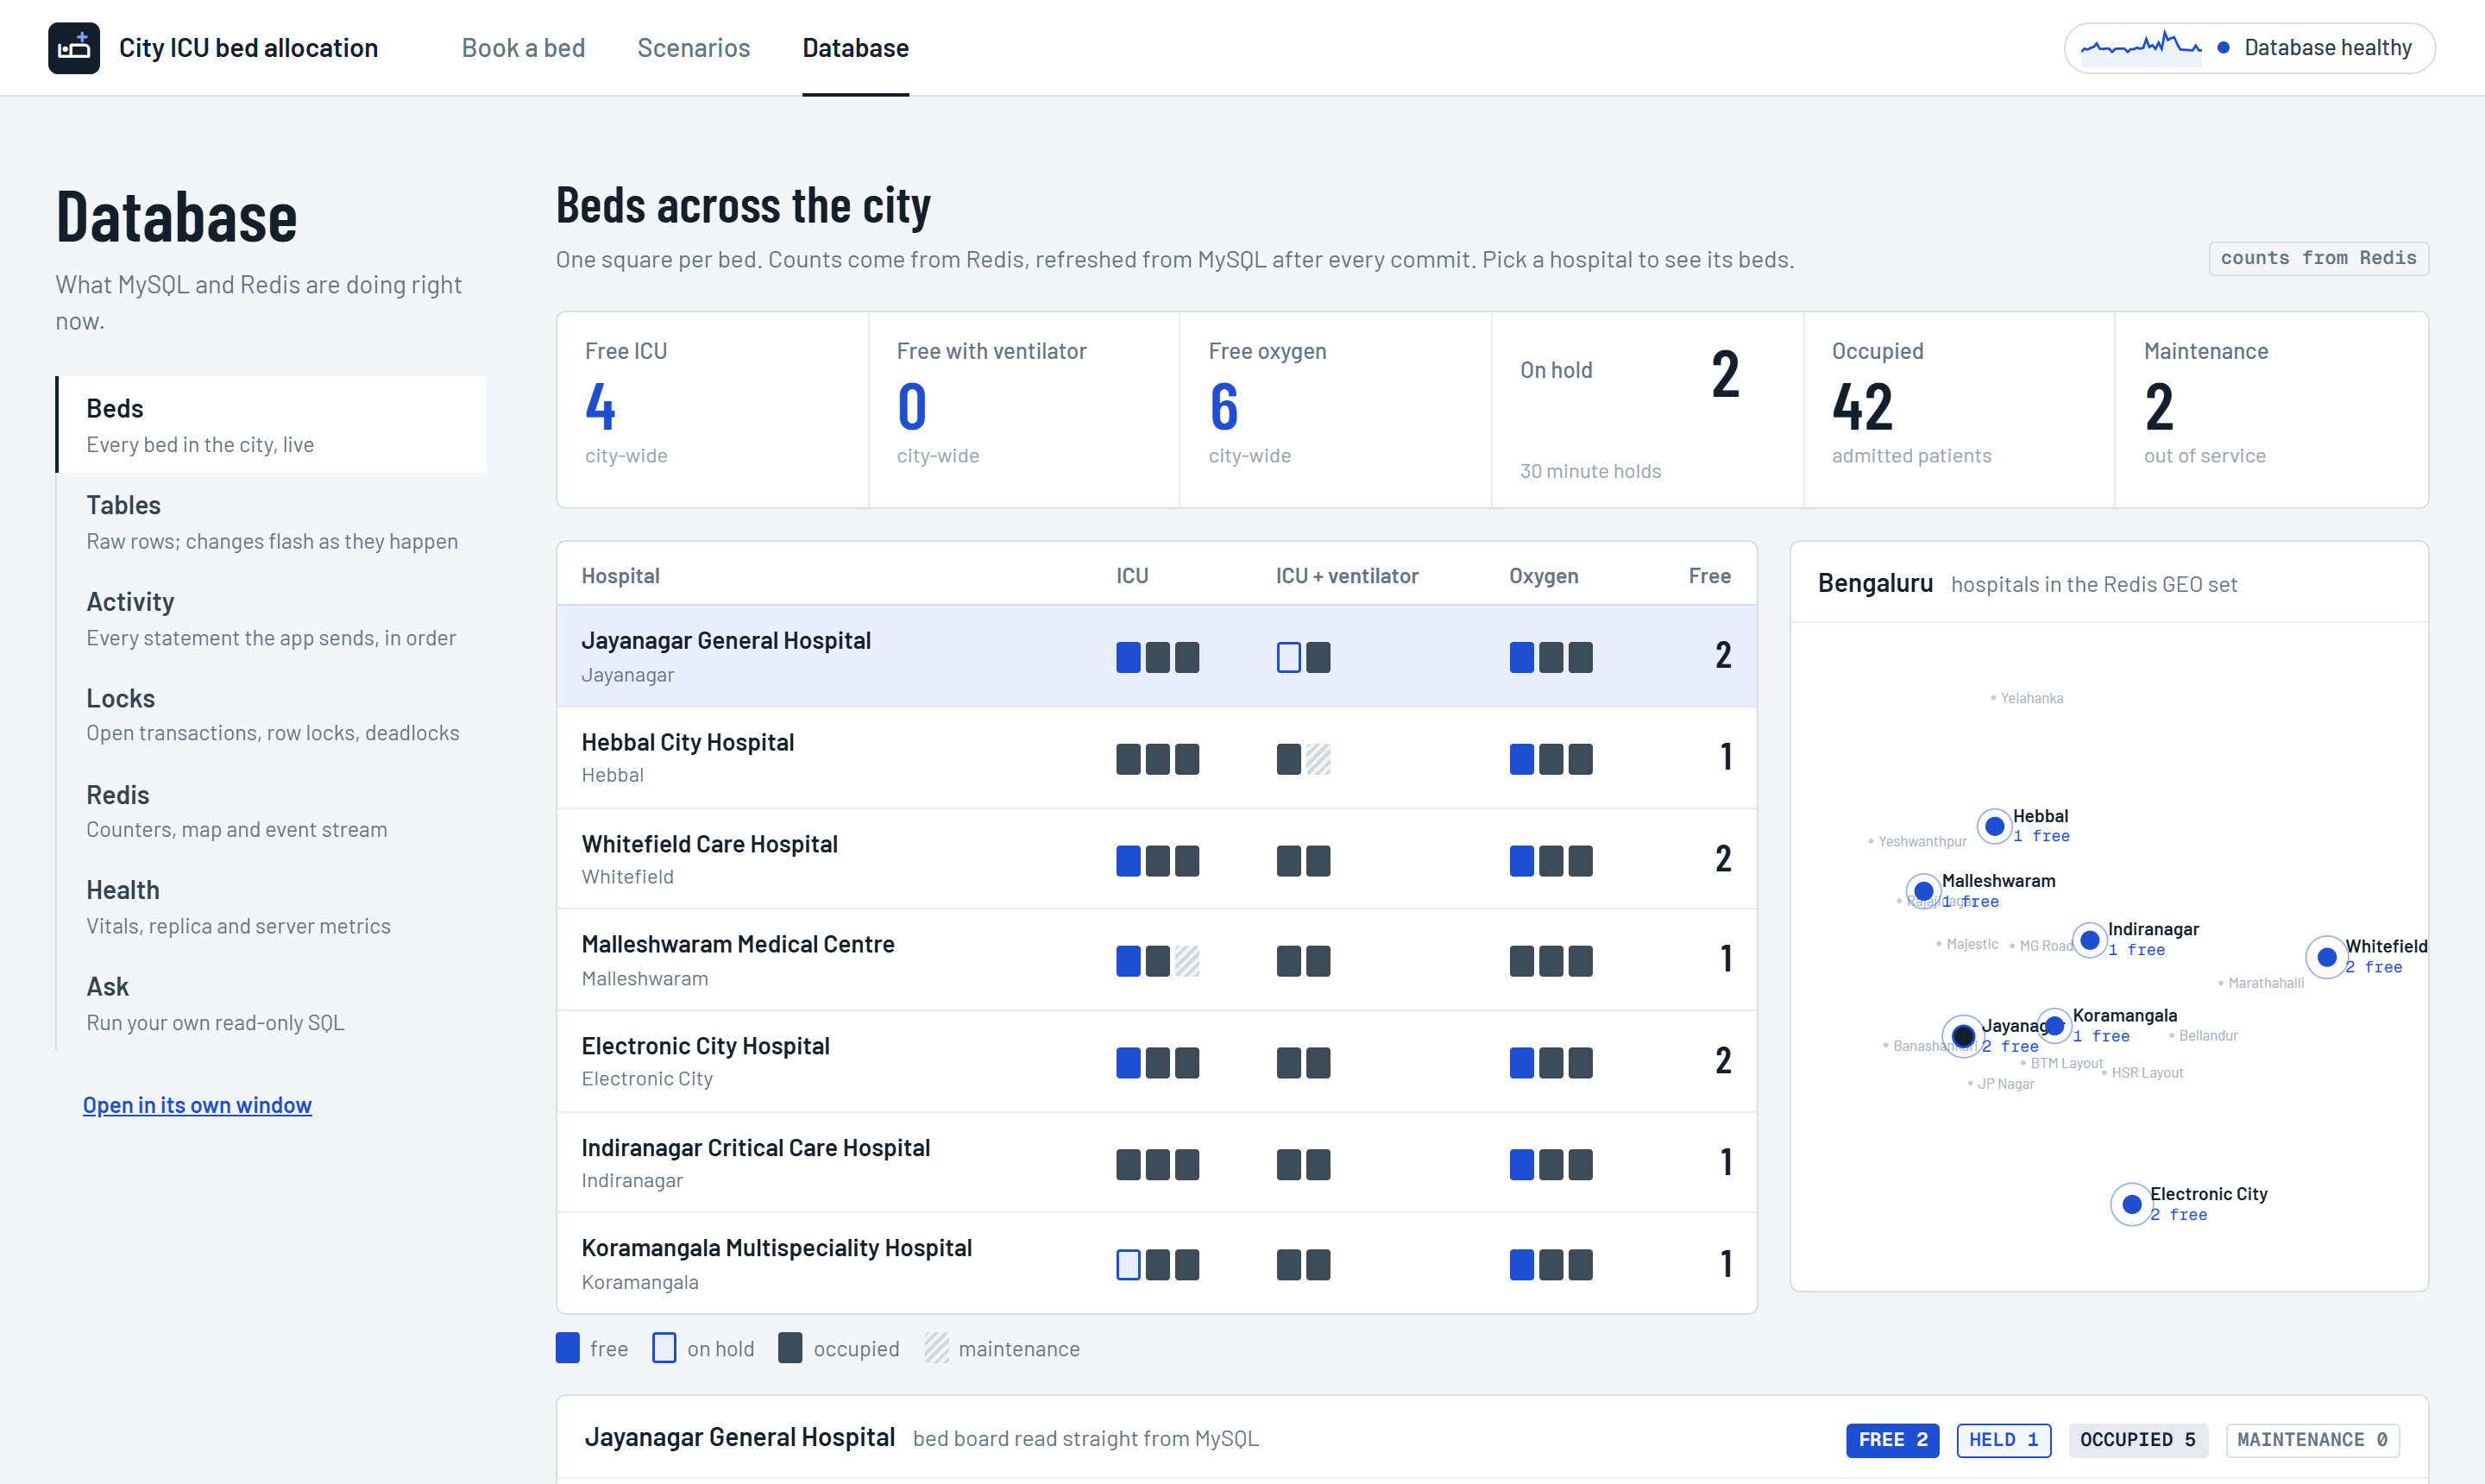 City ICU bed allocation
Book a bed
Scenarios
Database
Database healthy
Database
What MySQL and Redis are doing right
now.
Beds
Every bed in the city, live
Tables
Raw rows; changes flash as they happen
Activity
Every statement the app sends, in order
Locks
Open transactions, row locks, deadlocks
Redis
Counters, map and event stream
Health
Vitals, replica and server metrics
Ask
Run your own read-only SQL
Open in its own window
Beds across the city
One square per bed. Counts come from Redis, refreshed from MySQL after every commit. Pick a hospital to see its beds.
counts from Redis
Free ICU
4
city-wide
Free with ventilator
0
city-wide
Free oxygen
6
city-wide
On hold
2
30 minute holds
Occupied
42
admitted patients
Maintenance
2
out of service
Hospital ICU ICU + ventilator Oxygen Free
Jayanagar General Hospital
Jayanagar
2
Hebbal City Hospital
Hebbal
1
Whitefield Care Hospital
Whitefield
2
Malleshwaram Medical Centre
Malleshwaram
1
Electronic City Hospital
Electronic City
2
Indiranagar Critical Care Hospital
Indiranagar
1
Koramangala Multispeciality Hospital
Koramangala
1
free
on hold
occupied
maintenance
Bengaluru hospitals in the Redis GEO set
Yelahanka
Hebbal
1 free
Yeshwanthpur
Malleshwaram
1 free
Rajajinagar
Indiranagar
1 free
Majestic
MG Road
Whitefield
2 free
Marathahalli
Koramangala
1 free
Jayanagar
2 free
Bellandur
Banashankari
BTM Layout
HSR Layout
JP Nagar
Electronic City
2 free
Jayanagar General Hospital bed board read straight from MySQL
FREE 2
HELD 1
OCCUPIED 5
MAINTENANCE 0